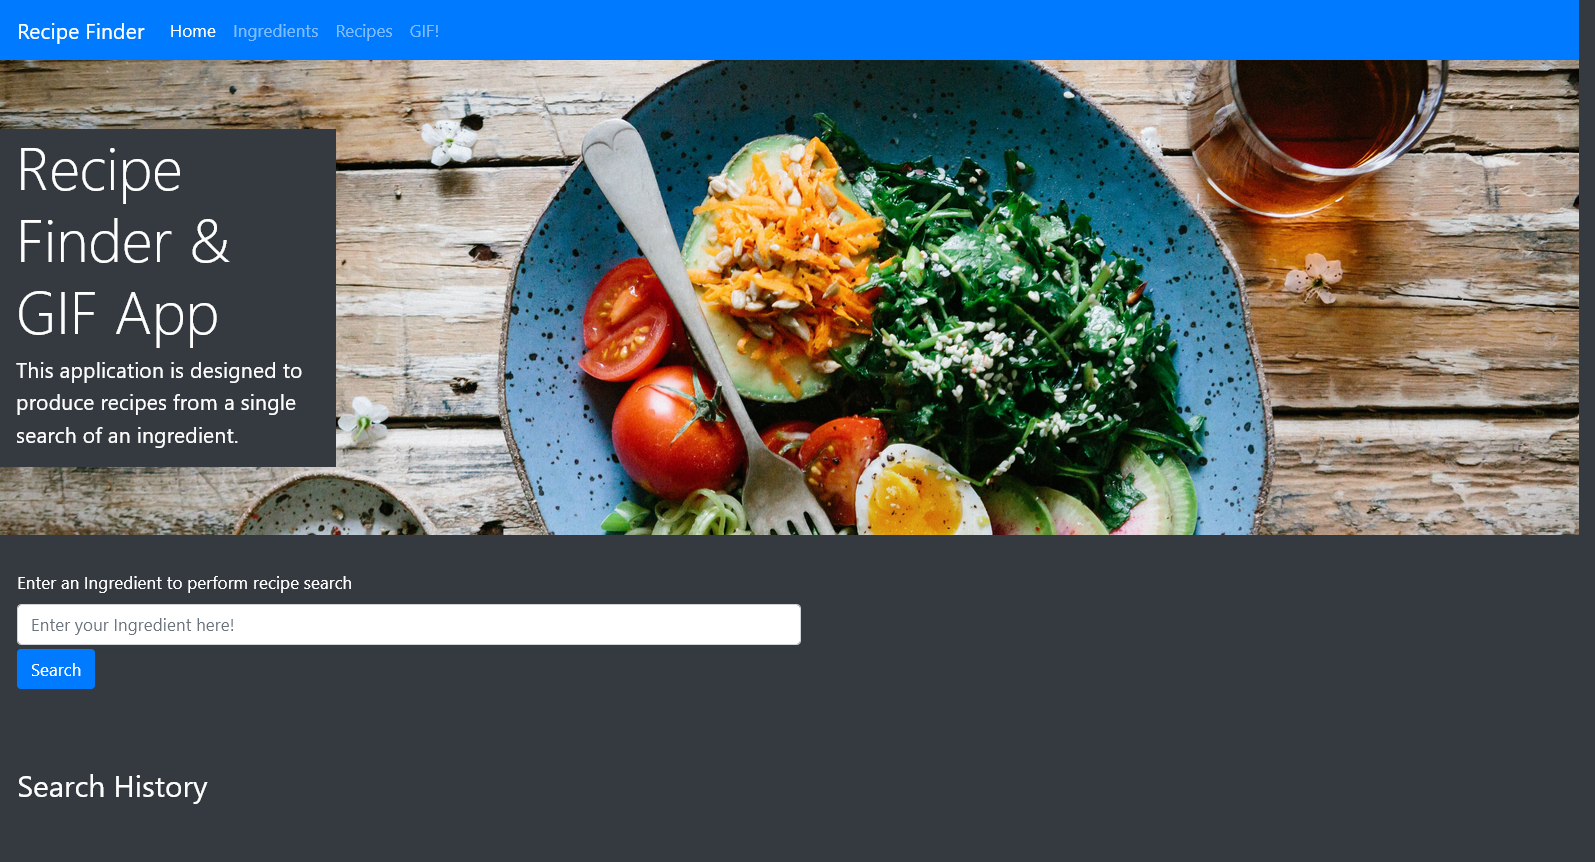 Recipe Finder Home Ingredients Recipes GIF!
Recipe
Finder &
GIF App
This application is designed to
produce recipes from a single
search of an ingredient.
Enter an Ingredient to perform recipe search
Enter your Ingredient here!
Search
Search History